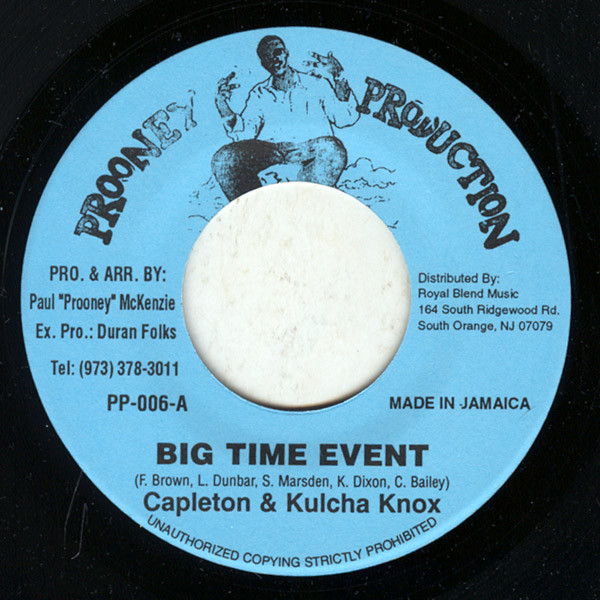 PROONEY PRODUCTION
PRO. & ARR. BY:
Paul "Prooney" McKenzie
Ex. Pro.: Duran Folks
Tel: (973) 378-3011
PP-006-A
Distributed By:
Royal Blend Music
164 South Ridgewood Rd.
South Orange, NJ 07079
MADE IN JAMAICA
BIG TIME EVENT
(F. Brown, L. Dunbar, S. Marsden, K. Dixon, C. Bailey)
Capleton & Kulcha Knox
UNAUTHORIZED COPYING STRICTLY PROHIBITED